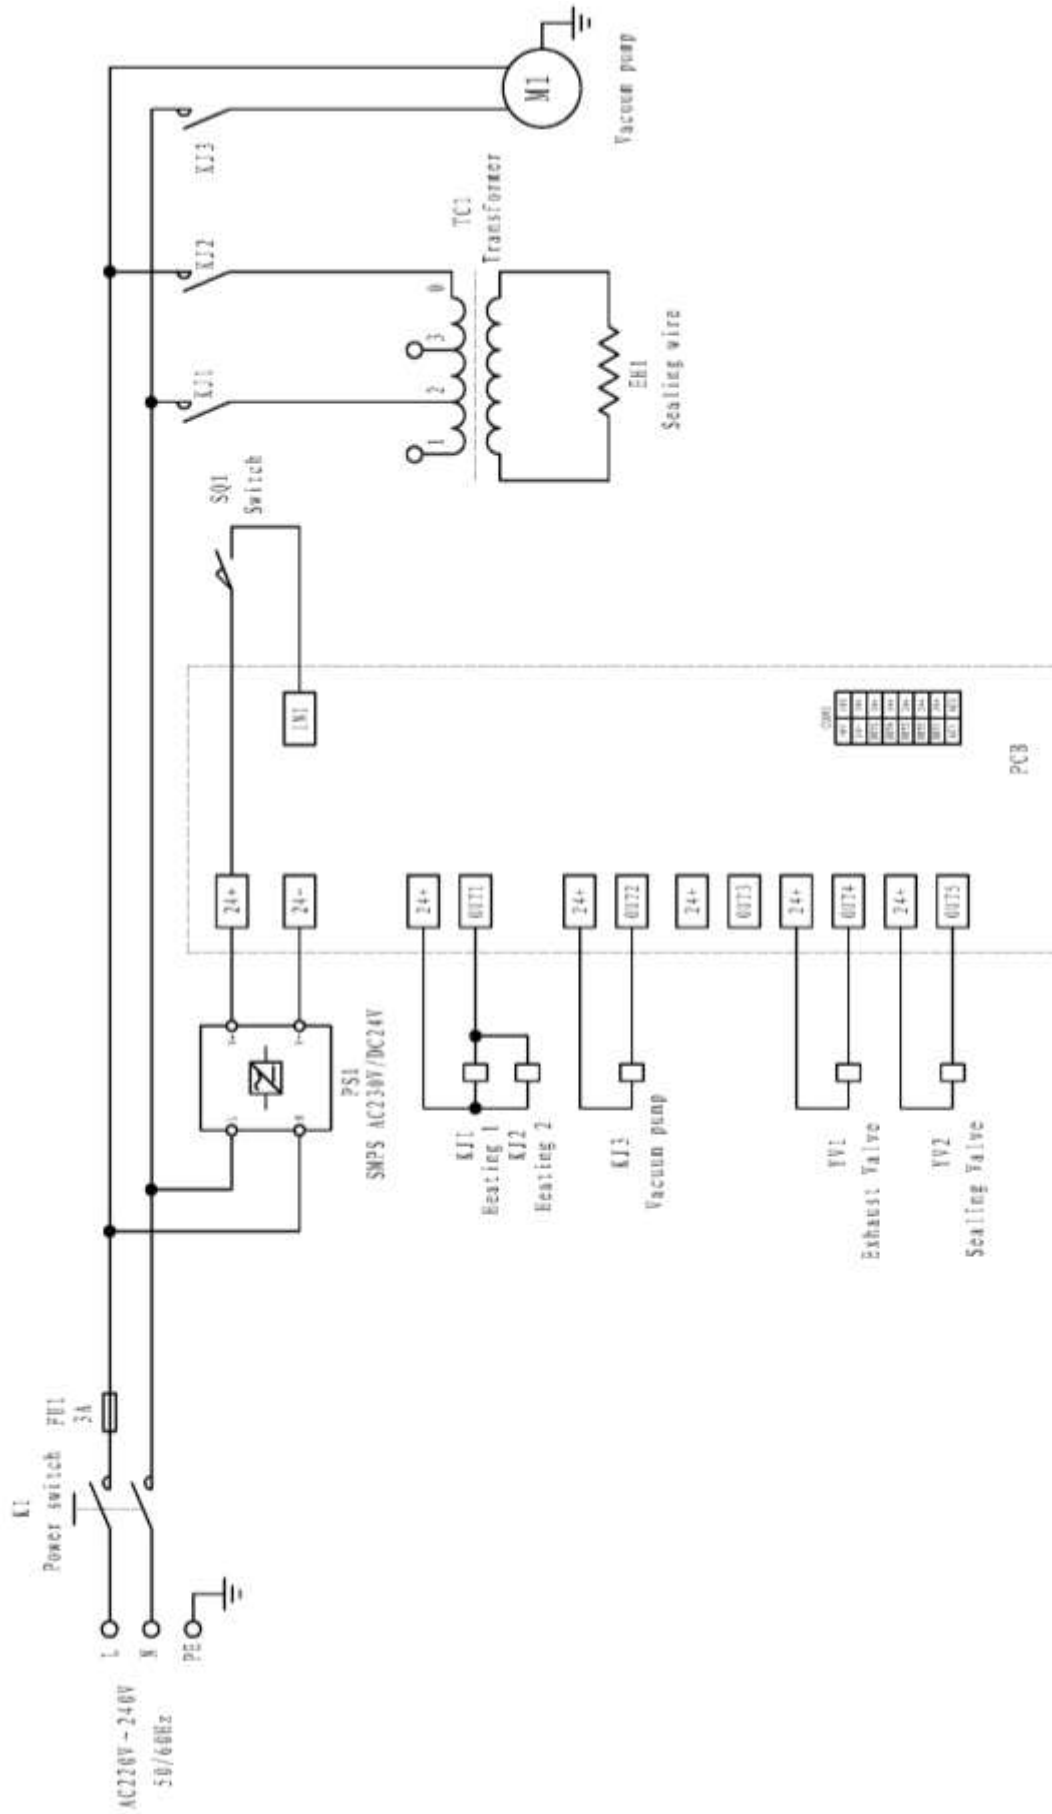 K1
Power switch
FU1
3A
L
N
PE
AC220V~240V
50/60Hz
PS1
SMPS AC230V/DC24V
24+
24-
IN1
SQ1
Switch
KJ1
KJ2
KJ3
1
2
3
0
TC1
Transformer
EH1
Sealing wire
M1
Vacuum pump
24+
OUT1
KJ1
Heating 1
KJ2
Heating 2
24+
OUT2
KJ3
Vacuum pump
24+
OUT3
24+
OUT4
YV1
Exhaust Valve
24+
OUT5
YV2
Sealing Valve
PCB